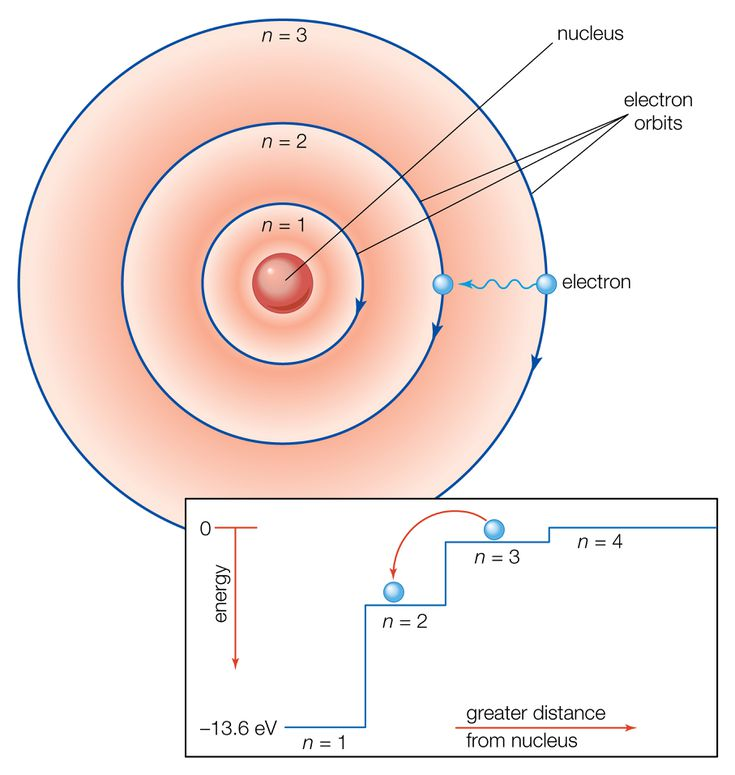 n = 3
nucleus
electron
orbits
n = 2
n = 1
electron
0
energy
n = 4
n = 3
n = 2
–13.6 eV
n = 1
greater distance
from nucleus